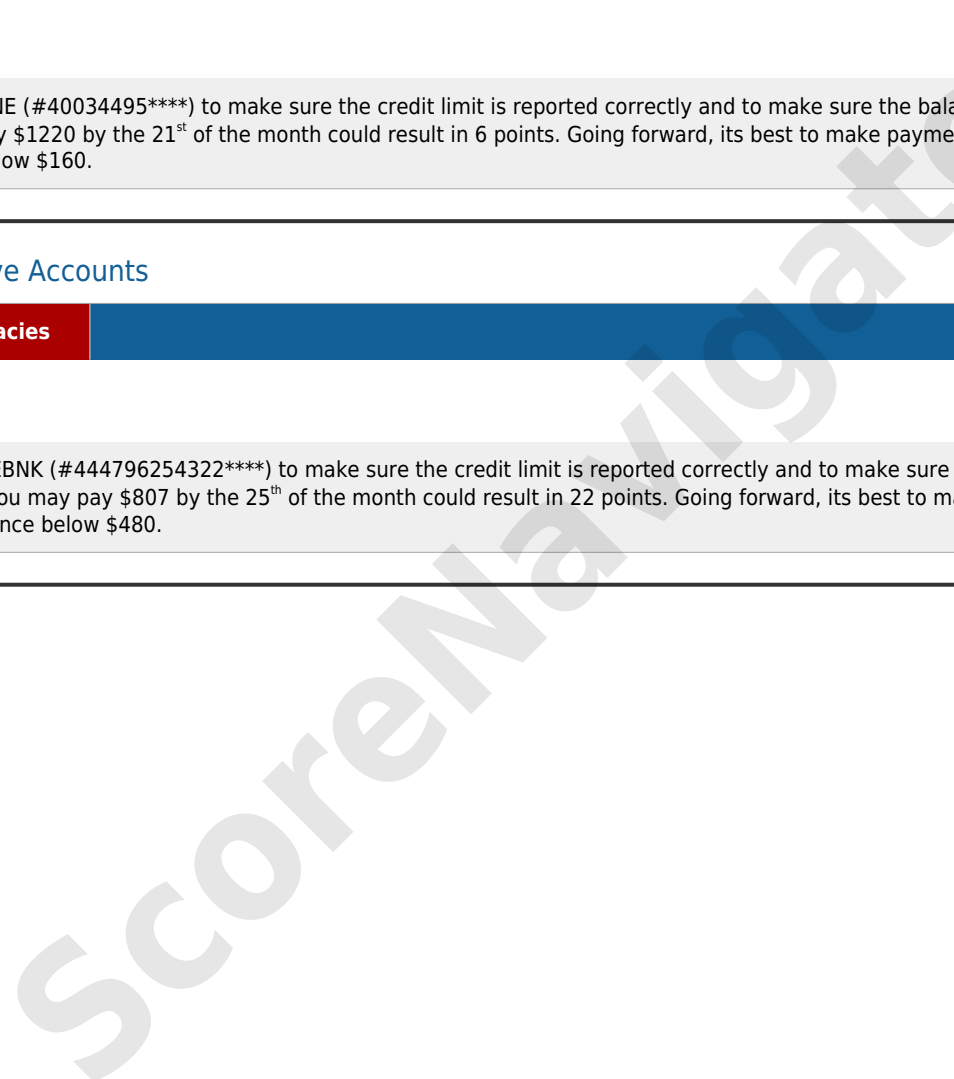 NE (#40034495****) to make sure the credit limit is reported correctly and to make sure the bala
y $1220 by the 21st of the month could result in 6 points. Going forward, its best to make payme
ow $160.
ve Accounts
acies
EBNK (#444796254322****) to make sure the credit limit is reported correctly and to make sure
ou may pay $807 by the 25th of the month could result in 22 points. Going forward, its best to ma
nce below $480.
ScoreNavigato